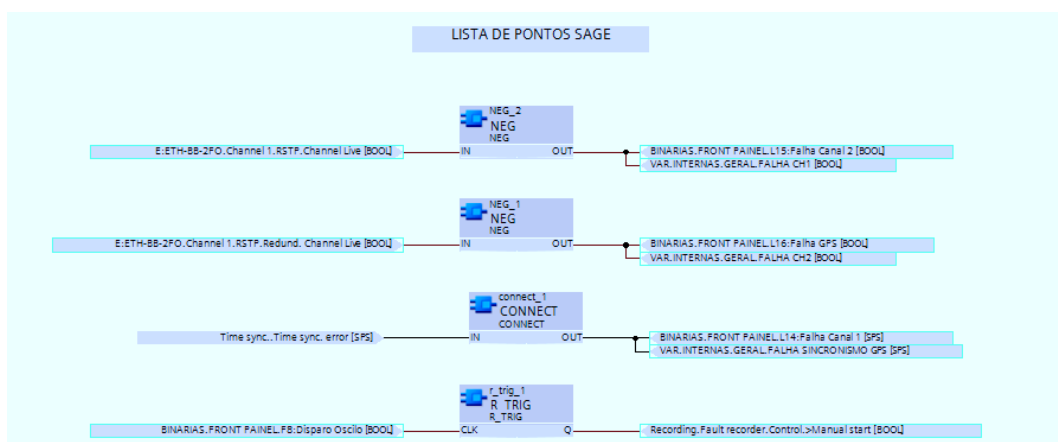 LISTA DE PONTOS SAGE
NEG_2
NEG
NEG
E:ETH-BB-2FO.Channel 1.RSTP.Channel Live [BOOL]
IN
OUT
BINARIAS.FRONT PAINEL.L15:Falha Canal 2 [BOOL]
VAR.INTERNAS.GERAL.FALHA CH1 [BOOL]
NEG_1
NEG
NEG
E:ETH-BB-2FO.Channel 1.RSTP.Redund. Channel Live [BOOL]
IN
OUT
BINARIAS.FRONT PAINEL.L16:Falha GPS [BOOL]
VAR.INTERNAS.GERAL.FALHA CH2 [BOOL]
connect_1
CONNECT
CONNECT
Time sync..Time sync. error [SPS]
IN
OUT
BINARIAS.FRONT PAINEL.L14:Falha Canal 1 [SPS]
VAR.INTERNAS.GERAL.FALHA SINCRONISMO GPS [SPS]
r_trig_1
R_TRIG
R_TRIG
BINARIAS.FRONT PAINEL.FB:Disparo Oscilo [BOOL]
CLK
Q
Recording.Fault recorder.Control.>Manual start [BOOL]